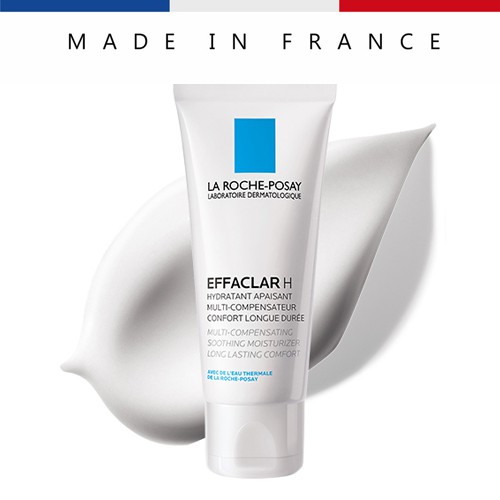 MADE IN FRANCE
LA ROCHE-POSAY
LABORATOIRE DERMATOLOGIQUE
EFFACLAR H
HYDRATANT APAISANT
MULTI-COMPENSATEUR
CONFORT LONGUE DURÉE
MULTI-COMPENSATING
SOOTHING MOISTURIZER
LONG LASTING COMFORT
AVEC DE L'EAU THERMALE
DE LA ROCHE-POSAY